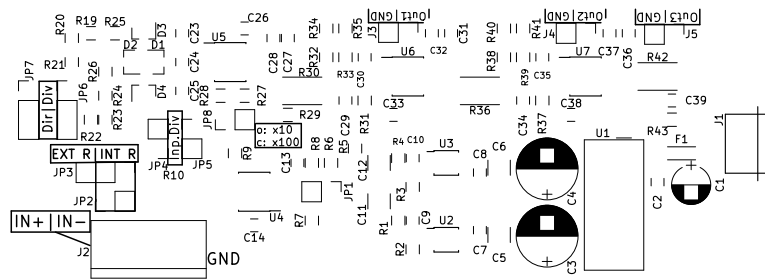 GND|Out1
GND|Out2
GND|Out3
C26
R20
R19
R25
D3
C23
R34
R35
J3
C32
C31
R40
R41
J4
C37
C36
J5
D2
D1
U5
C28
C27
R32
U6
R38
U7
R42
JP7
R21
R26
C24
R30
R33
C30
R39
C35
JP6
R24
D4
C25
R28
R27
Dir|Div
R23
Inp.Div
JP8
R29
C33
R36
C38
C39
R22
o: x10
c: x100
C29
R31
C34
R37
U1
R43
J1
F1
EXT R|INT R
JP4
JP5
R10
R9
C13
R8
R6
R5
C12
R4
C10
U3
C8
C6
JP3
JP2
JP1
R3
C4
C2
C1
IN+|IN-
U4
R7
C11
R1
C9
U2
C14
C7
C5
J2
GND
R2
C3